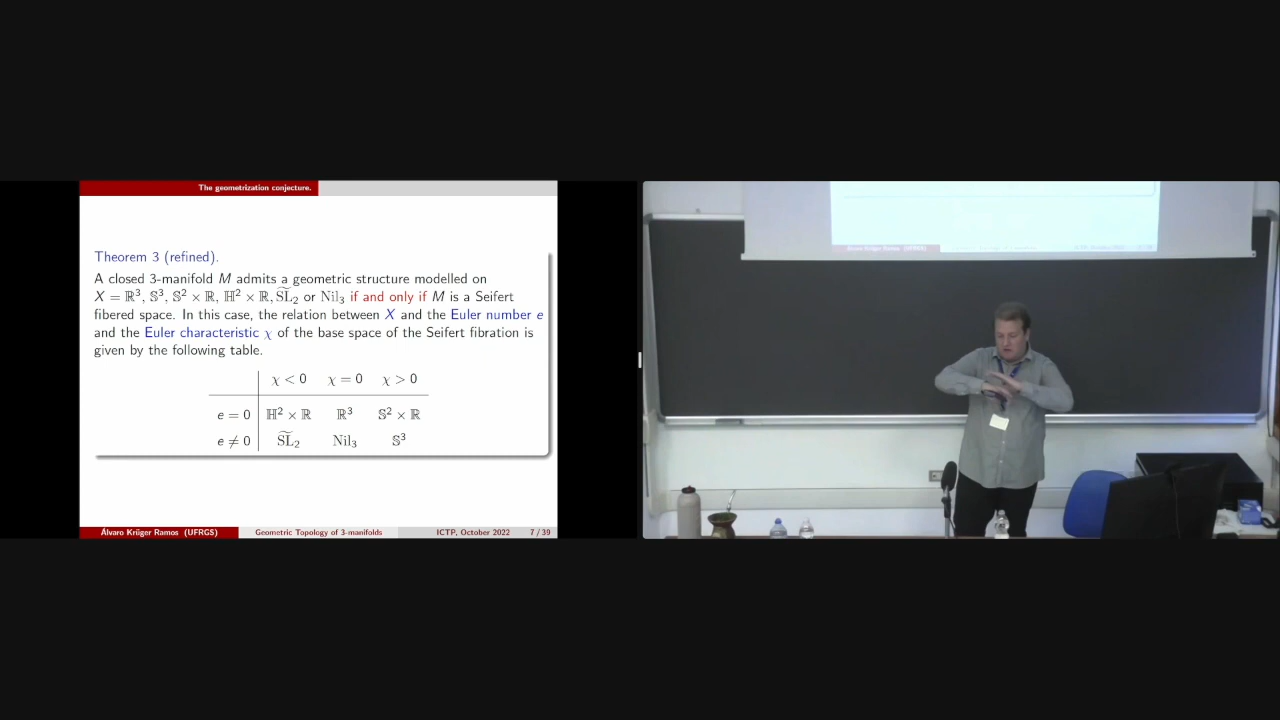 The geometrization conjecture.
Theorem 3 (refined).
A closed 3-manifold M admits a geometric structure modelled on
X = ℝ³, 𝕊³, 𝕊² × ℝ, ℍ² × ℝ, S͠L₂ or Nil₃ if and only if M is a Seifert
fibered space. In this case, the relation between X and the Euler number e
and the Euler characteristic χ of the base space of the Seifert fibration is
given by the following table.
χ < 0 χ = 0 χ > 0
e = 0 ℍ² × ℝ ℝ³ 𝕊² × ℝ
e ≠ 0 S͠L₂ Nil₃ 𝕊³
Álvaro Krüger Ramos (UFRGS) Geometric Topology of 3-manifolds ICTP, October 2022 7 / 39